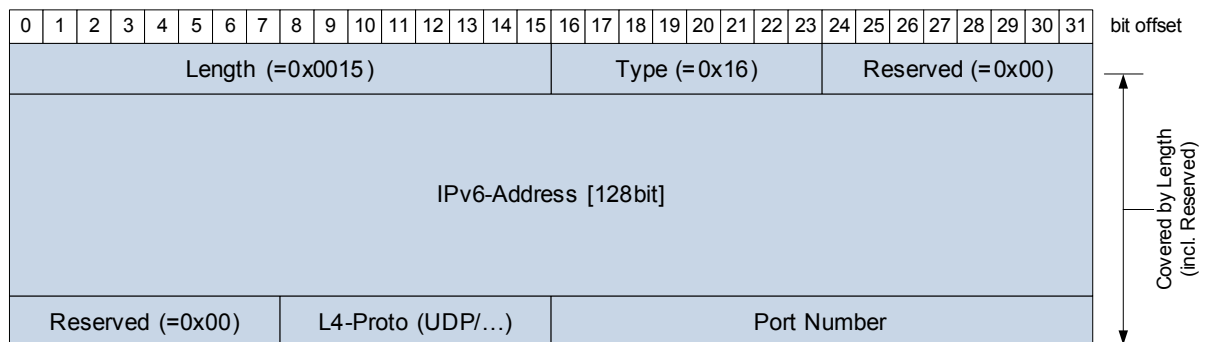 0 1 2 3 4 5 6 7 8 9 10 11 12 13 14 15 16 17 18 19 20 21 22 23 24 25 26 27 28 29 30 31 bit offset
Length (=0x0015) Type (=0x16) Reserved (=0x00)
IPv6-Address [128bit]
Covered by Length
(incl. Reserved)
Reserved (=0x00) L4-Proto (UDP/…) Port Number